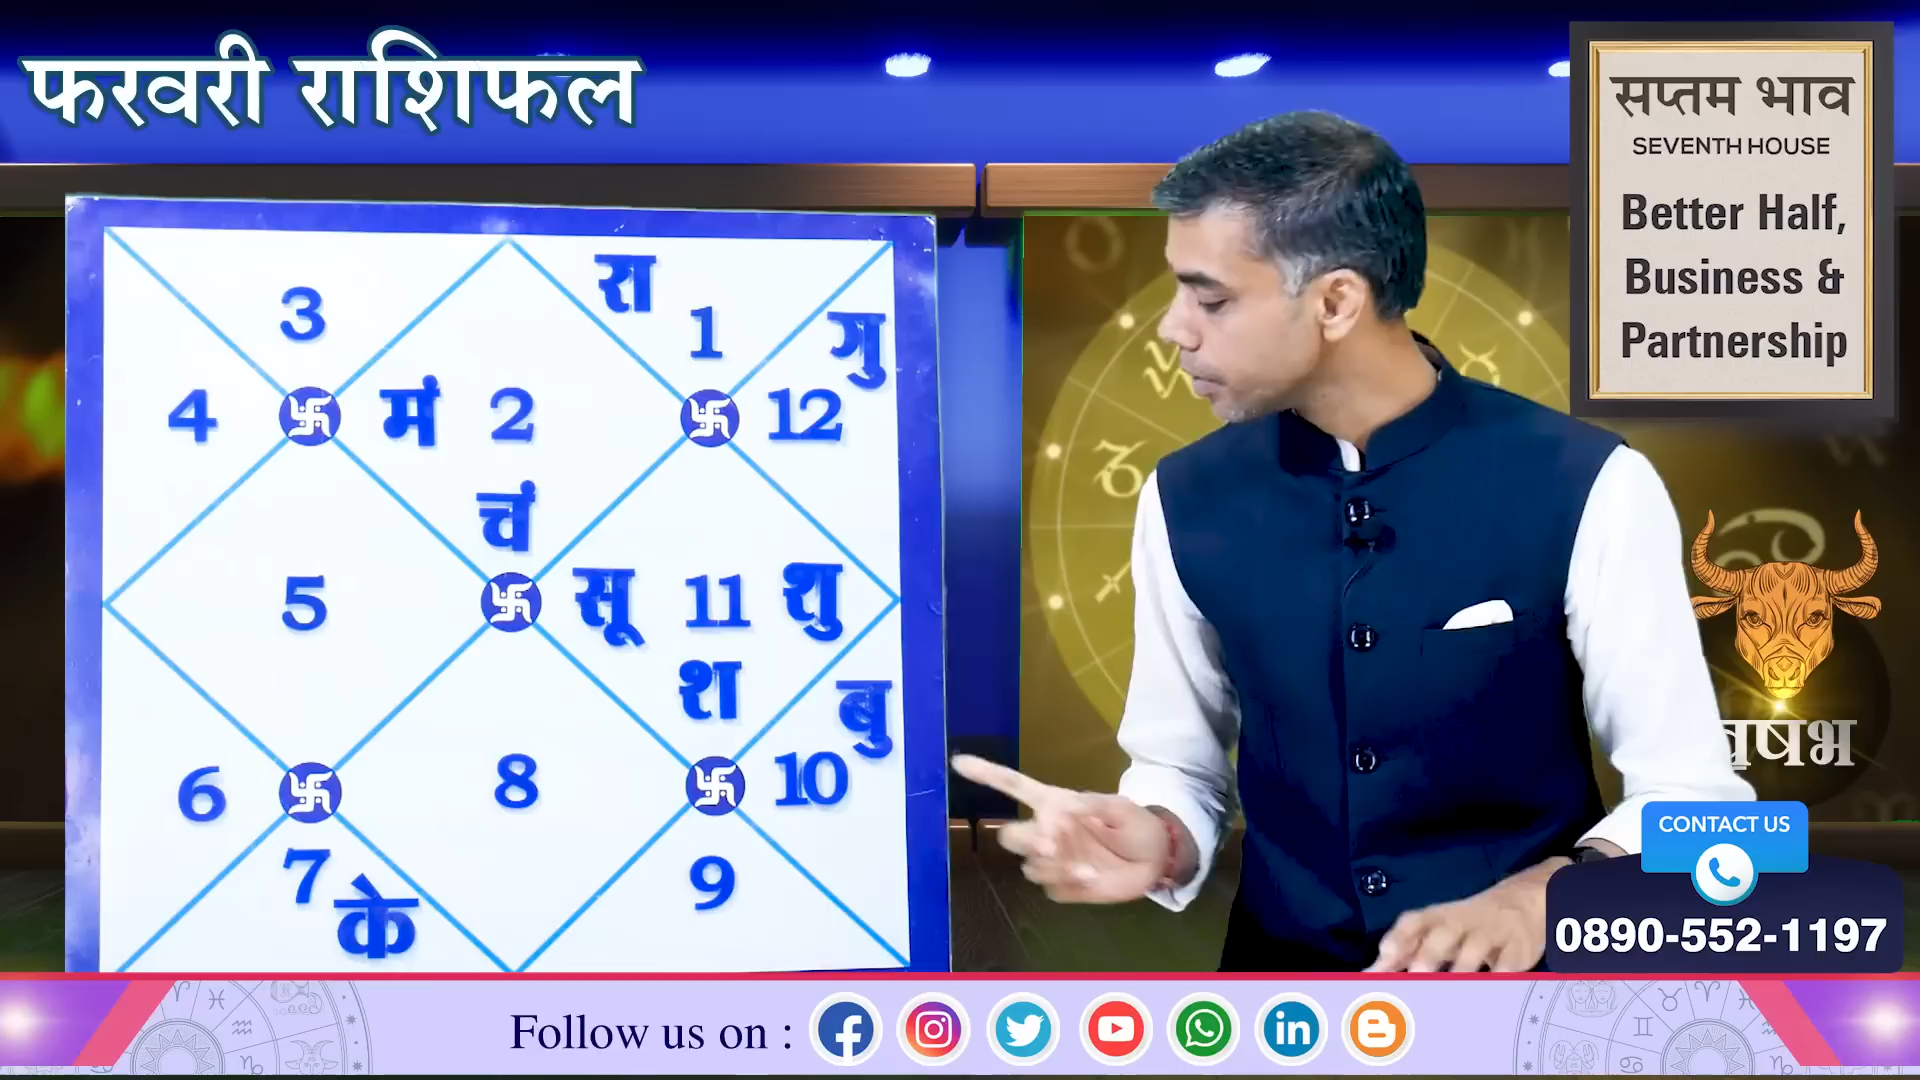 फरवरी राशिफल
सप्तम भाव
SEVENTH HOUSE
Better Half,
Business &
Partnership
रा
3
1
गु
4
मं 2
12
चं
5
सू 11 शु
श
बु
6
8
10
7
9
के
वृषभ
CONTACT US
0890-552-1197
Follow us on :